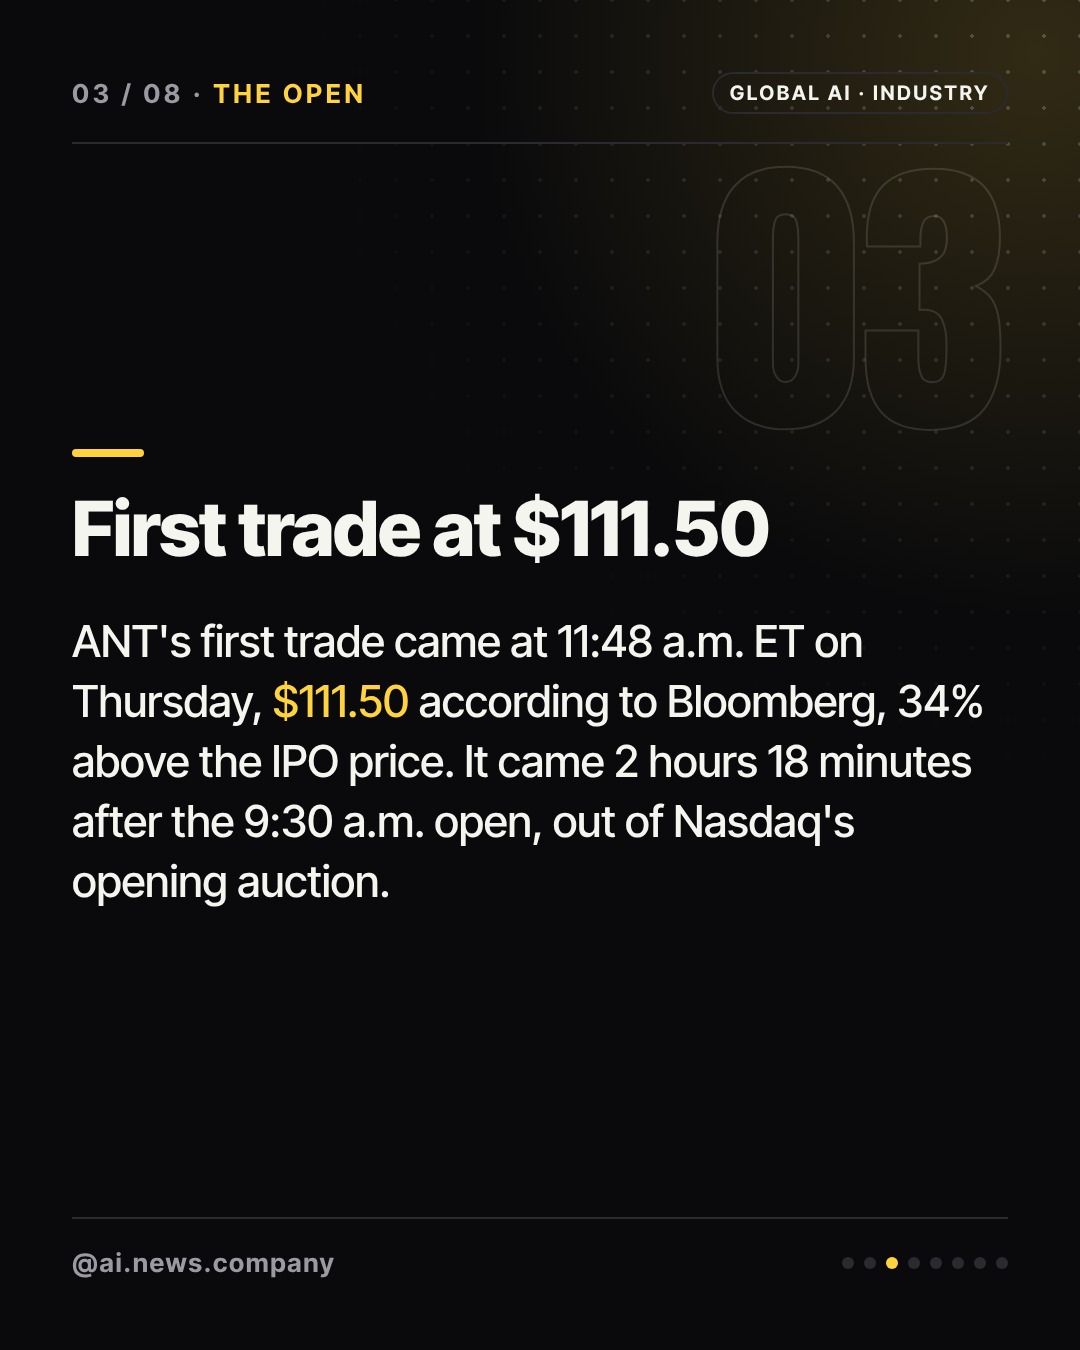 03 / 08 · THE OPEN
GLOBAL AI · INDUSTRY
03
First trade at $111.50
ANT's first trade came at 11:48 a.m. ET on
Thursday, $111.50 according to Bloomberg, 34%
above the IPO price. It came 2 hours 18 minutes
after the 9:30 a.m. open, out of Nasdaq's
opening auction.
@ai.news.company